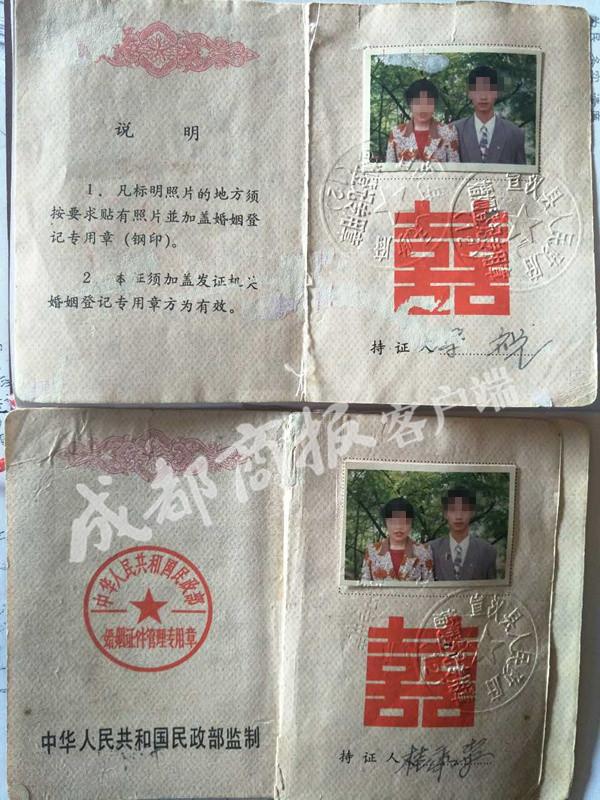 说 明
1．凡标明照片的地方须
按要求贴有照片並加盖婚姻登
记专用章（钢印）。
2．本证须加盖发证机关
婚姻登记专用章方为有效。
囍
持证人
成都商报客户端
中华人民共和国民政部
婚姻证件管理专用章
中华人民共和国民政部监制
囍
持证人